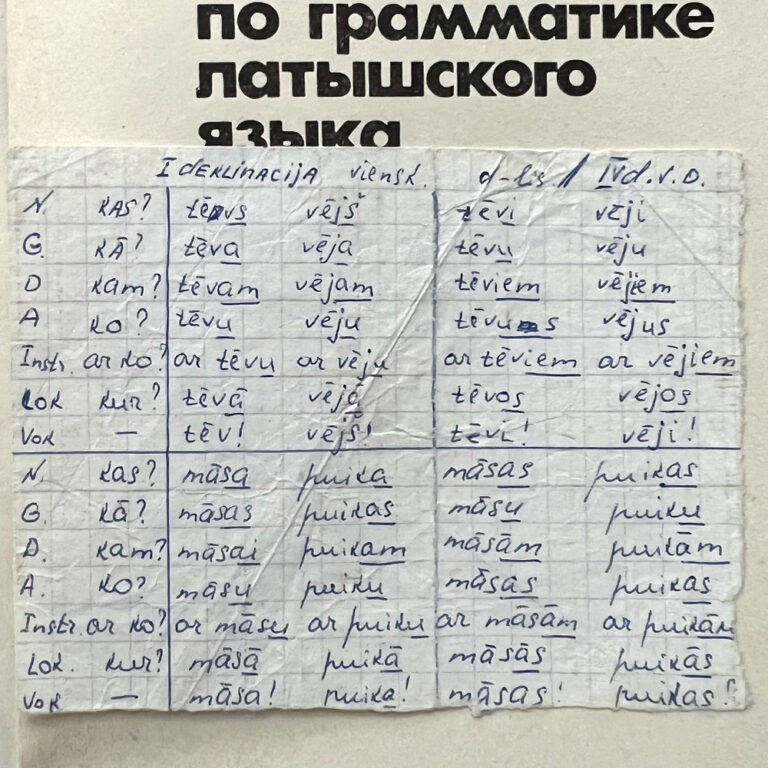 по грамматике
латышского
языка
I deklinacija viensk. d-lis // IV d. v. D.
N. kas? tēvs vējš tēvi vēji
G. kā? tēva vēja tēvu vēju
D kam? tēvam vējam tēviem vējiem
A ko? tēvu vēju tēvus vējus
Instr. ar ko? ar tēvu ar vēju ar tēviem ar vējiem
Lok kur? tēvā vējā tēvos vējos
Vok — tēv! vējš! tēvi! vēji!
N. kas? māsa puika māsas puikas
G. kā? māsas puikas māsu puiku
D. kam? māsai puikam māsām puikām
A. ko? māsu puiku māsas puikas
Instr. ar ko? ar māsu ar puiku ar māsām ar puikām
Lok. kur? māsā puikā māsās puikās
Vok — māsa! puika! māsas! puikas!